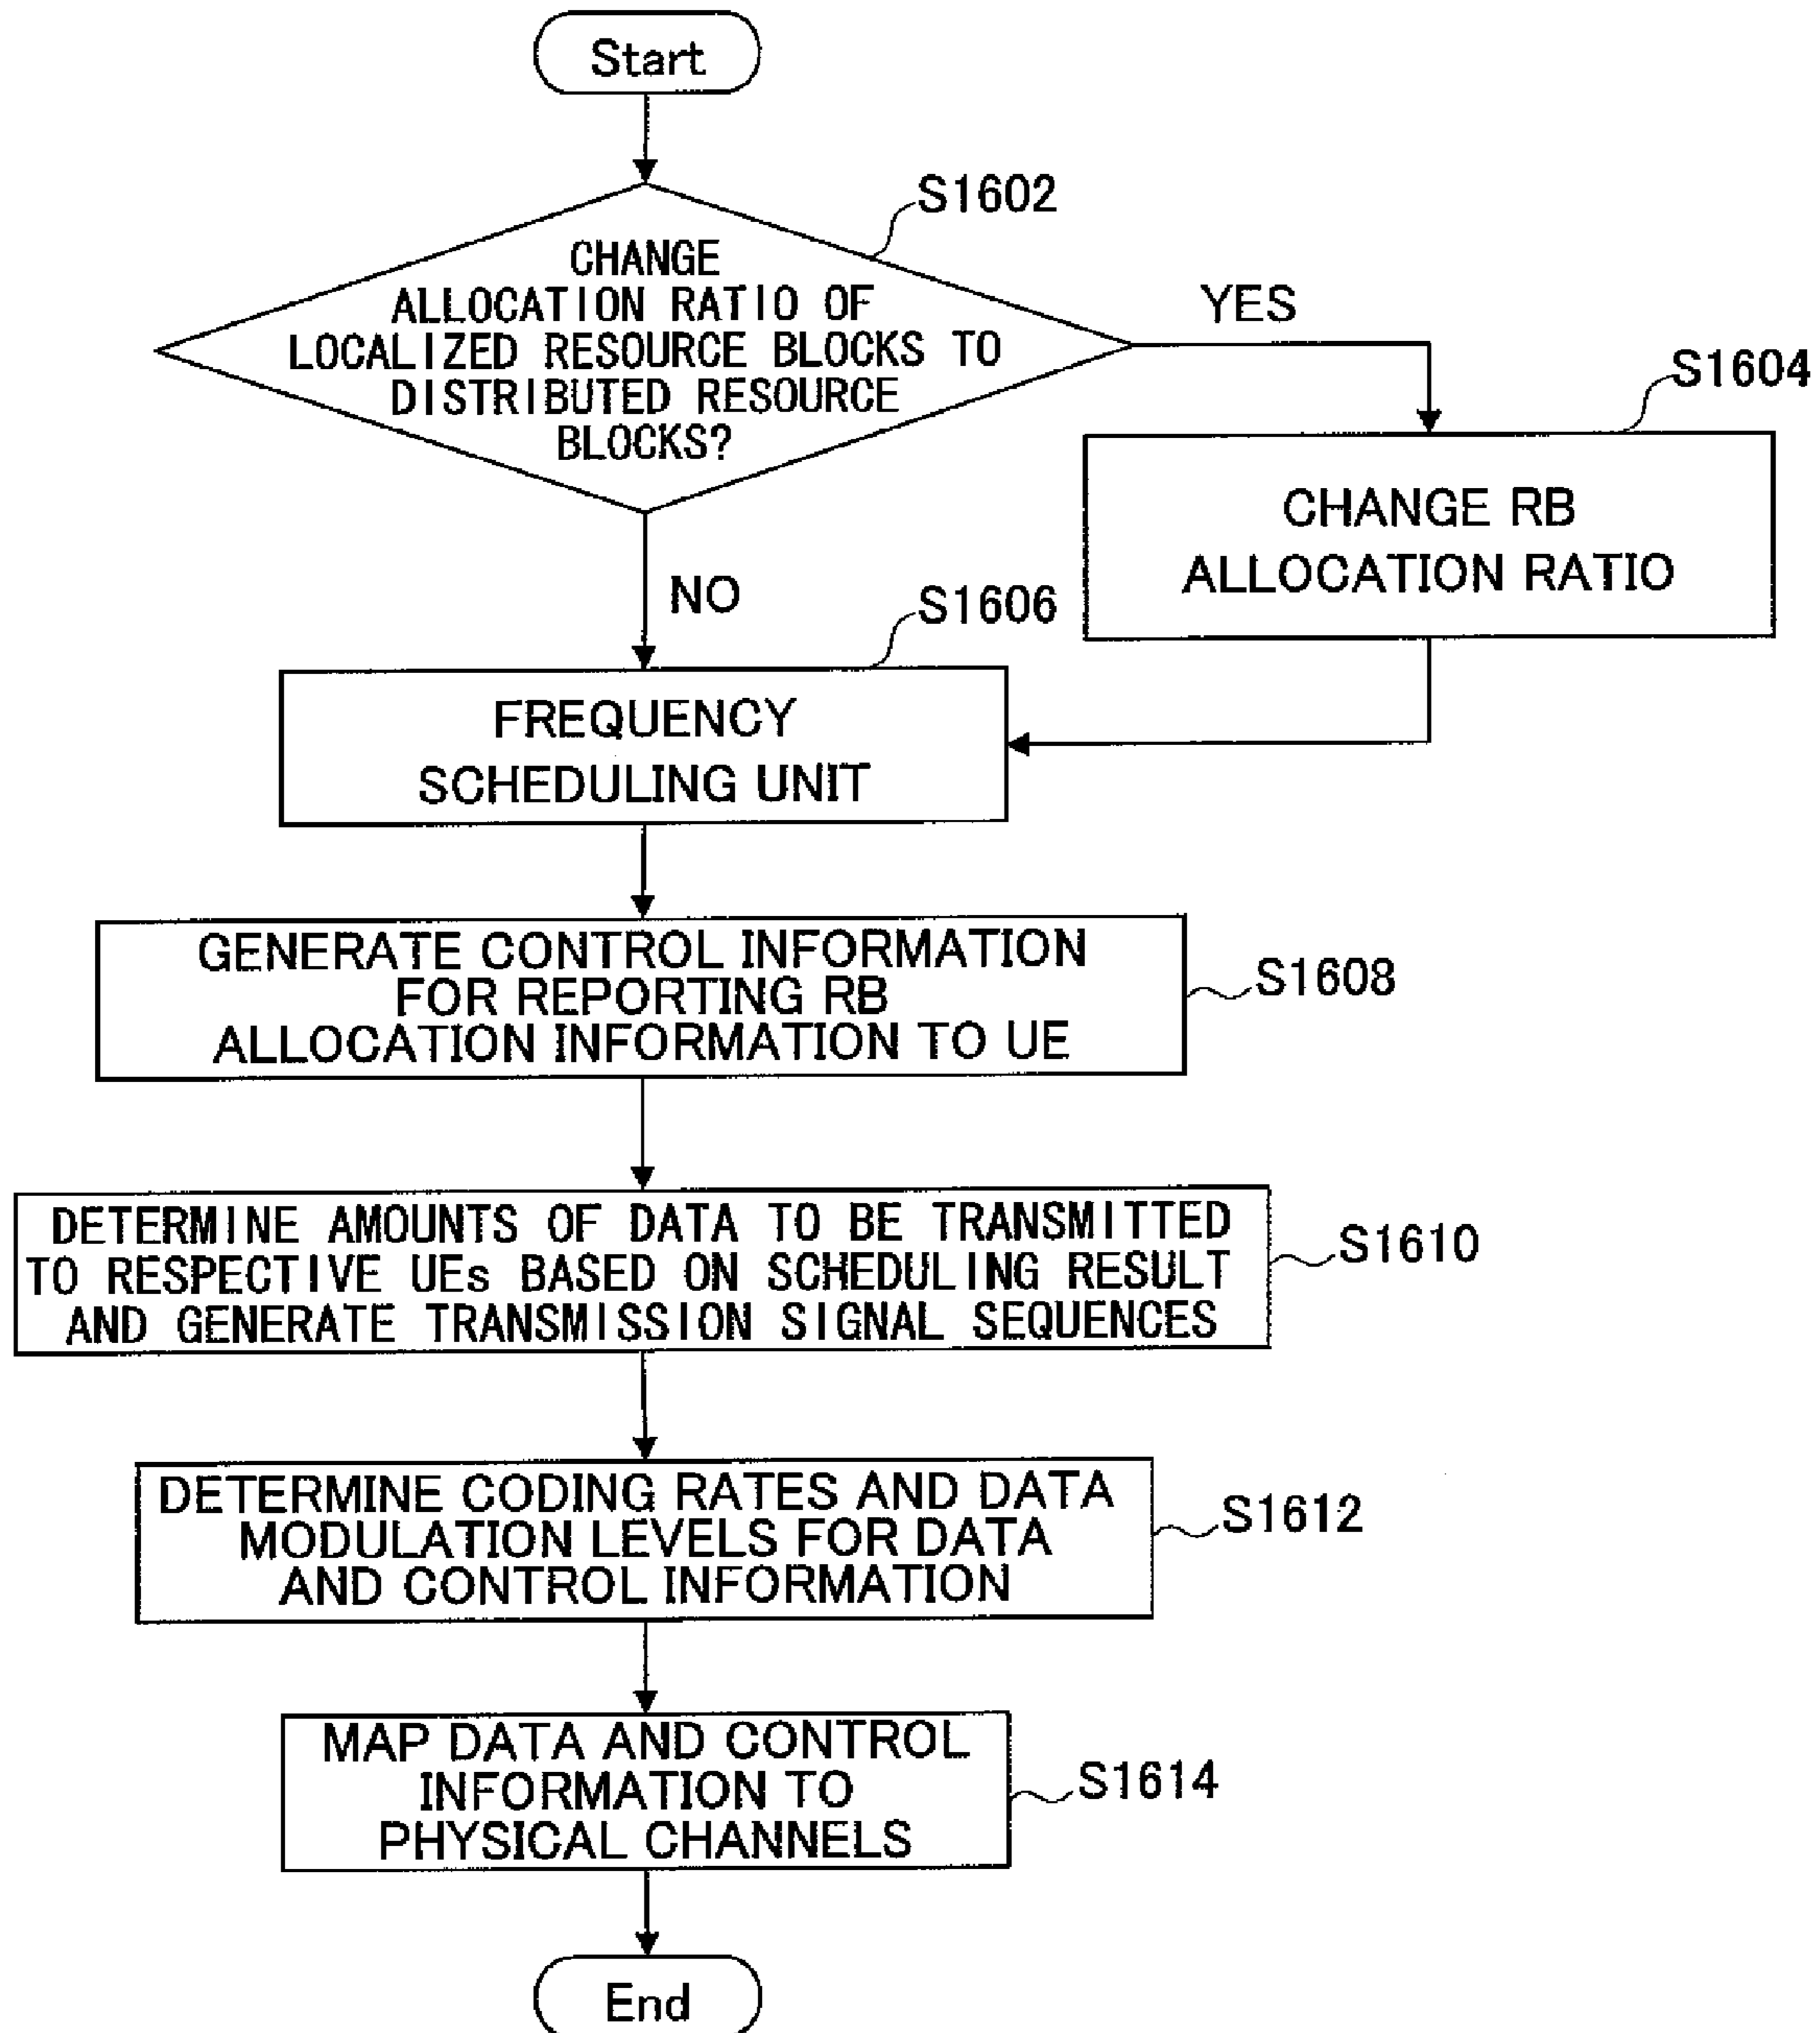 Start
S1602
CHANGE
ALLOCATION RATIO OF
LOCALIZED RESOURCE BLOCKS TO
DISTRIBUTED RESOURCE
BLOCKS?
YES
S1604
CHANGE RB
ALLOCATION RATIO
NO
S1606
FREQUENCY
SCHEDULING UNIT
GENERATE CONTROL INFORMATION
FOR REPORTING RB
ALLOCATION INFORMATION TO UE
S1608
DETERMINE AMOUNTS OF DATA TO BE TRANSMITTED
TO RESPECTIVE UEs BASED ON SCHEDULING RESULT
AND GENERATE TRANSMISSION SIGNAL SEQUENCES
S1610
DETERMINE CODING RATES AND DATA
MODULATION LEVELS FOR DATA
AND CONTROL INFORMATION
S1612
MAP DATA AND CONTROL
INFORMATION TO
PHYSICAL CHANNELS
S1614
End